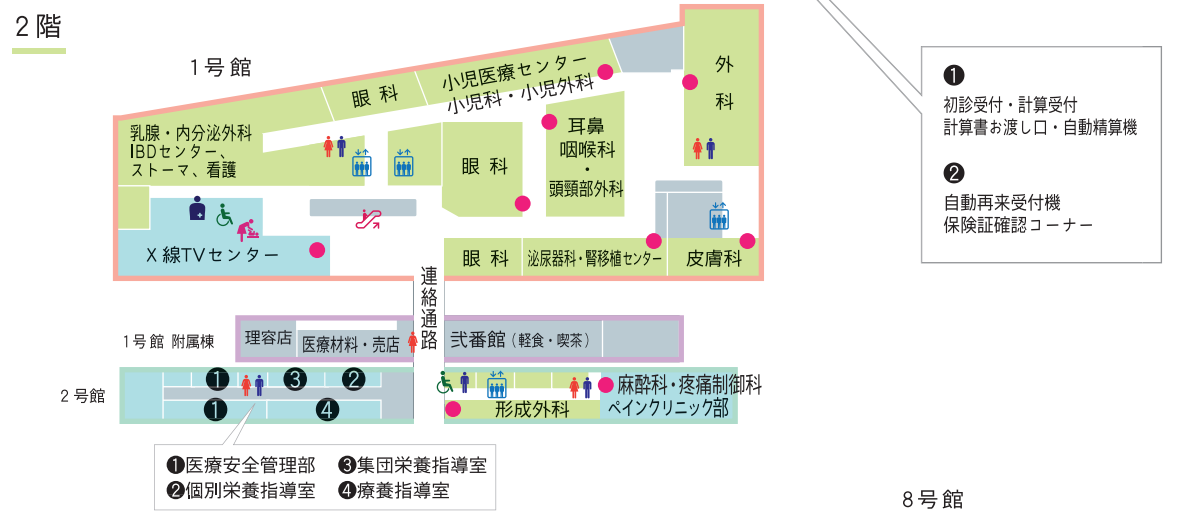 2階
1号館
乳腺・内分泌外科
IBDセンター、
ストーマ、看護
眼科
小児医療センター
小児科・小児外科
外
科
眼科
耳鼻
咽喉科
・
頭頸部外科
X線TVセンター
眼科
泌尿器科・腎移植センター
皮膚科
連絡通路
1号館 附属棟
理容店
医療材料・売店
弐番館（軽食・喫茶）
2号館
❶
❸
❷
❶
❹
形成外科
麻酔科・疼痛制御科
ペインクリニック部
❶医療安全管理部
❸集団栄養指導室
❷個別栄養指導室
❹療養指導室
❶
初診受付・計算受付
計算書お渡し口・自動精算機
❷
自動再来受付機
保険証確認コーナー
8号館